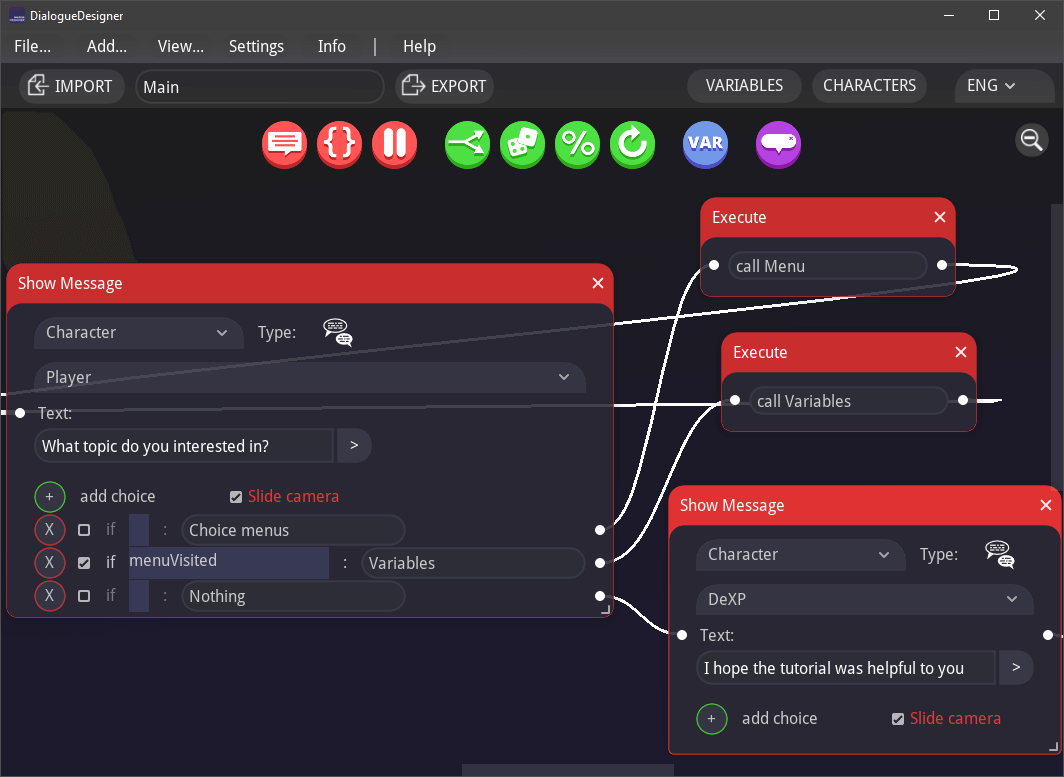 DialogueDesigner
File... Add... View... Settings Info | Help
IMPORT Main EXPORT VARIABLES CHARACTERS ENG
{} % VAR
Execute
call Menu
Show Message
Character Type:
Player
Text:
What topic do you interested in? >
+ add choice Slide camera
X if : Choice menus
X if menuVisited : Variables
X if : Nothing
Execute
call Variables
Show Message
Character Type:
DeXP
Text:
I hope the tutorial was helpful to you >
+ add choice Slide camera